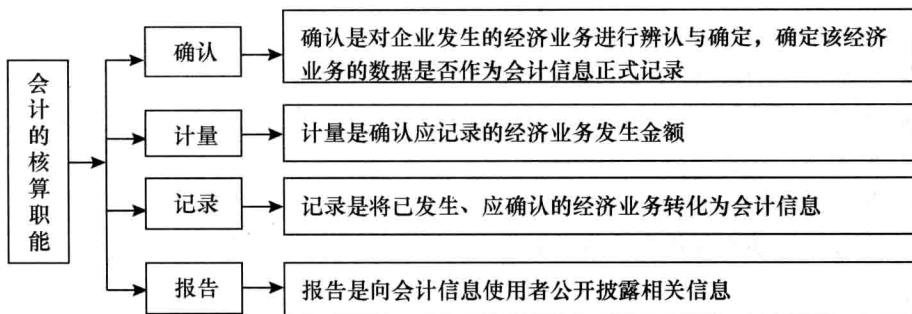 会计的核算职能
确认
确认是对企业发生的经济业务进行辨认与确定，确定该经济
业务的数据是否作为会计信息正式记录
计量
计量是确认应记录的经济业务发生金额
记录
记录是将已发生、应确认的经济业务转化为会计信息
报告
报告是向会计信息使用者公开披露相关信息